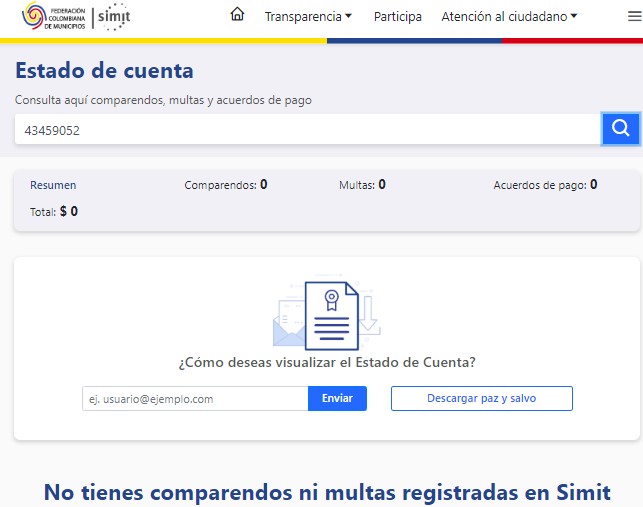 FEDERACIÓN
COLOMBIANA
DE MUNICIPIOS
simit
Transparencia
Participa
Atención al ciudadano
Estado de cuenta
Consulta aquí comparendos, multas y acuerdos de pago
43459052
Resumen
Comparendos: 0
Multas: 0
Acuerdos de pago: 0
Total: $ 0
¿Cómo deseas visualizar el Estado de Cuenta?
ej. usuario@ejemplo.com
Enviar
Descargar paz y salvo
No tienes comparendos ni multas registradas en Simit